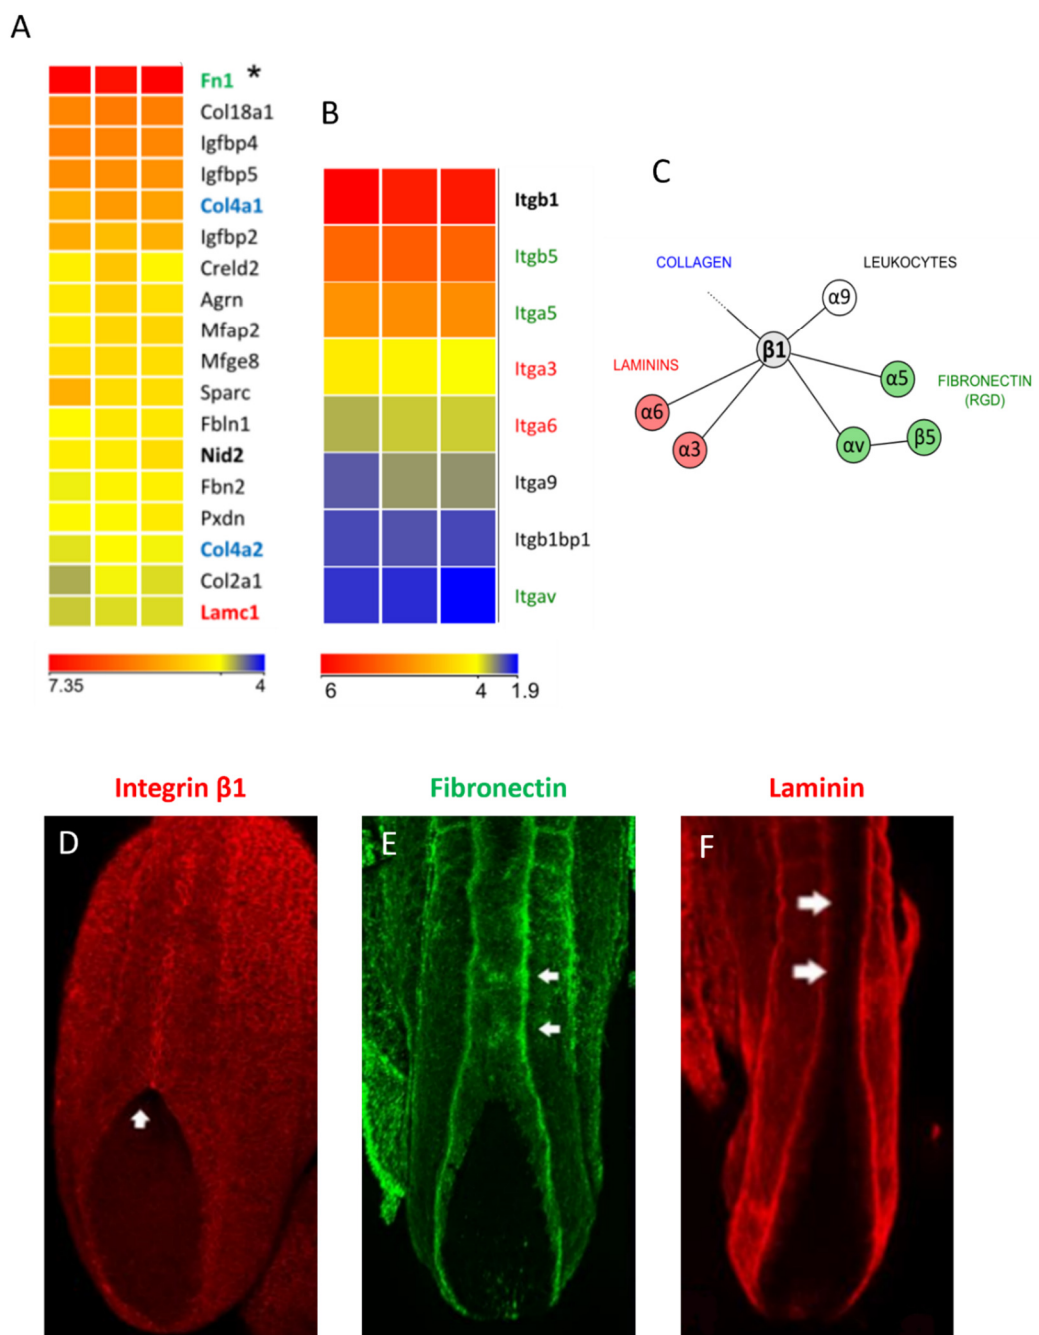 A
Fn1 *
Col18a1
Igfbp4
Igfbp5
Col4a1
Igfbp2
Creld2
Agrn
Mfap2
Mfge8
Sparc
Fbln1
Nid2
Fbn2
Pxdn
Col4a2
Col2a1
Lamc1
7.35 4
B
Itgb1
Itgb5
Itga5
Itga3
Itga6
Itga9
Itgb1bp1
Itgav
6 4 1.9
C
COLLAGEN
LEUKOCYTES
α9
β1
LAMININS
α5
FIBRONECTIN
(RGD)
α6
α3
αv
β5
Integrin β1
D
Fibronectin
E
Laminin
F